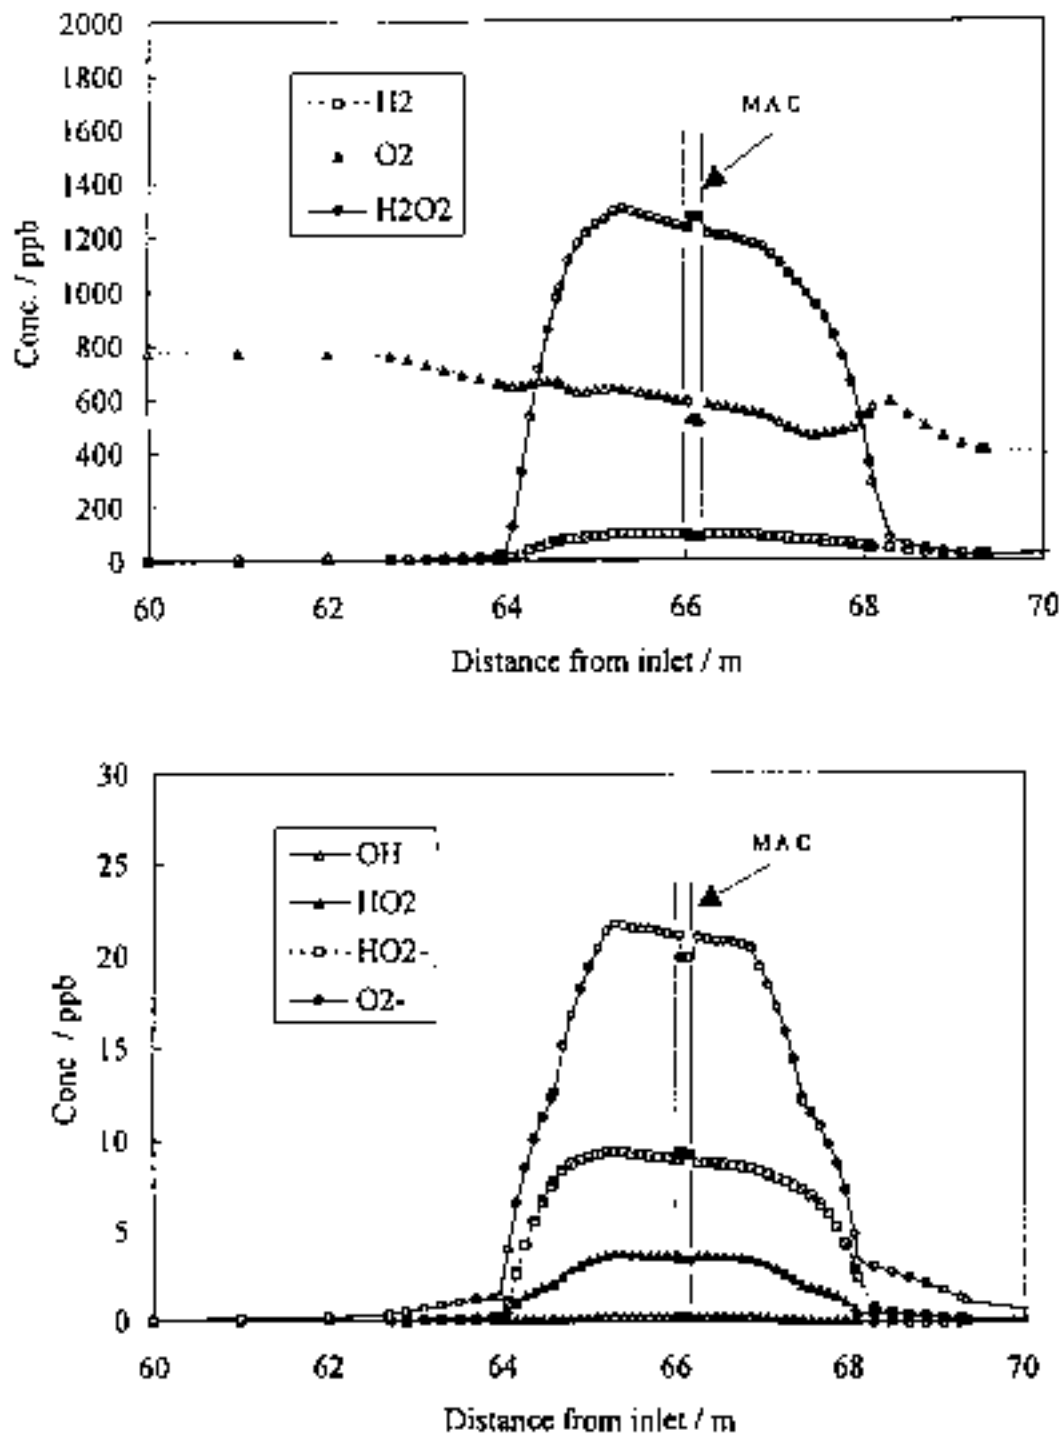 2000
1800
1600
1400
1200
1000
800
600
400
200
0
Conc. / ppb
H2
O2
H2O2
MAC
60 62 64 66 68 70
Distance from inlet / m
30
25
20
15
10
5
0
Conc / ppb
OH
HO2
HO2-
O2-
MAC
60 62 64 66 68 70
Distance from inlet / m